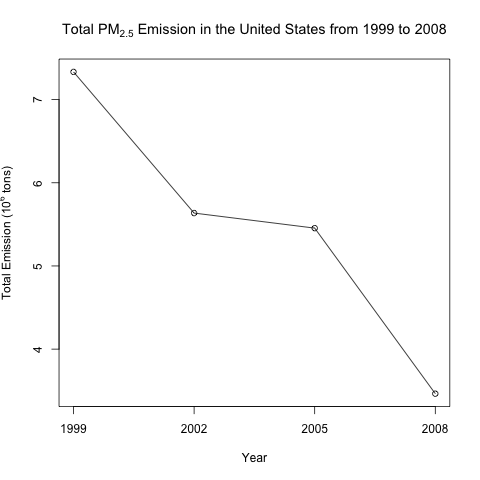 Total PM2.5 Emission in the United States from 1999 to 2008
Total Emission (10⁶ tons)
7
6
5
4
1999 2002 2005 2008
Year